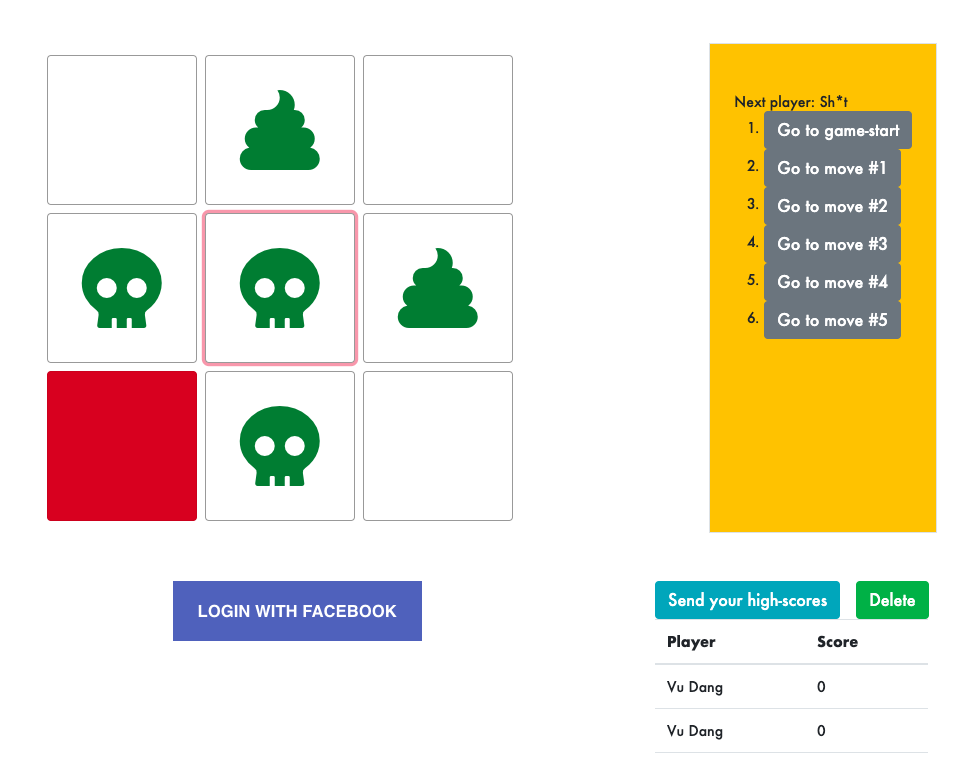 Next player: Sh*t
1. Go to game-start
2. Go to move #1
3. Go to move #2
4. Go to move #3
5. Go to move #4
6. Go to move #5
LOGIN WITH FACEBOOK
Send your high-scores Delete
Player Score
Vu Dang 0
Vu Dang 0